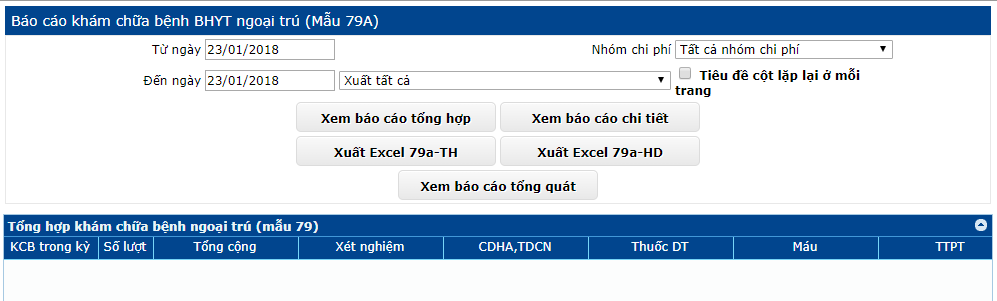 Báo cáo khám chữa bệnh BHYT ngoại trú (Mẫu 79A)
Từ ngày 23/01/2018 Nhóm chi phí Tất cả nhóm chi phí
Đến ngày 23/01/2018 Xuất tất cả Tiêu đề cột lặp lại ở mỗi
trang
Xem báo cáo tổng hợp Xem báo cáo chi tiết
Xuất Excel 79a-TH Xuất Excel 79a-HD
Xem báo cáo tổng quát
Tổng hợp khám chữa bệnh ngoại trú (mẫu 79)
KCB trong kỳ Số lượt Tổng cộng Xét nghiệm CDHA,TDCN Thuốc DT Máu TTPT